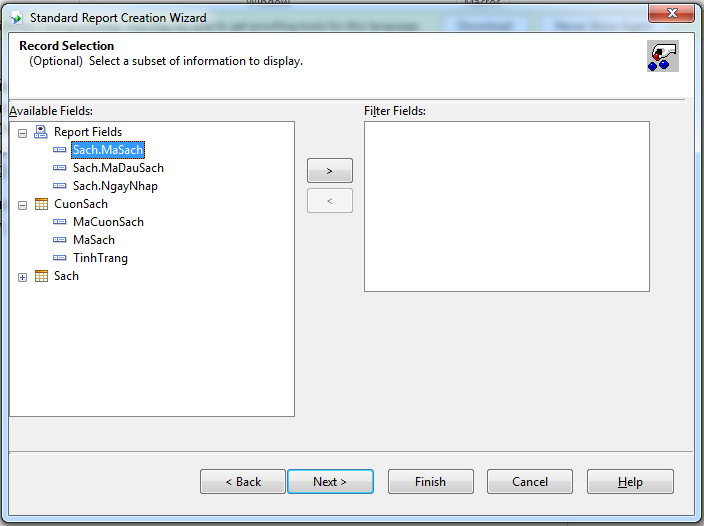 Standard Report Creation Wizard
Record Selection
(Optional) Select a subset of information to display.
Available Fields:
Filter Fields:
Report Fields
Sach.MaSach
Sach.MaDauSach
Sach.NgayNhap
CuonSach
MaCuonSach
MaSach
TinhTrang
Sach
>
<
< Back
Next >
Finish
Cancel
Help